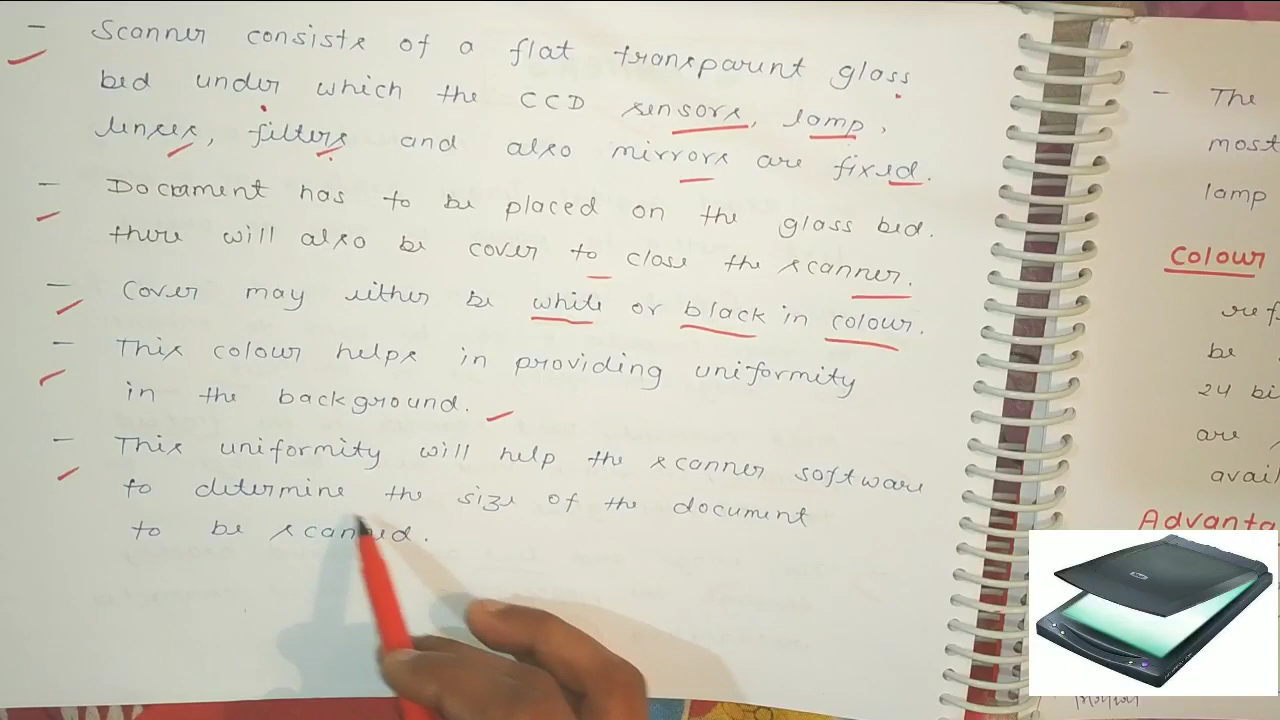 - Scanner consists of a flat transparent glass
bed under which the CCD sensors, lamp,
lenses, filters and also mirrors are fixed.
- Document has to be placed on the glass bed.
there will also be cover to close the scanner.
- Cover may either be white or black in colour.
- This colour helps in providing uniformity
in the background.
- This uniformity will help the scanner software
to determine the size of the document
to be scanned.
- The
most
lamp
Colour
ref
be
24 bi
are
avail
Advanta